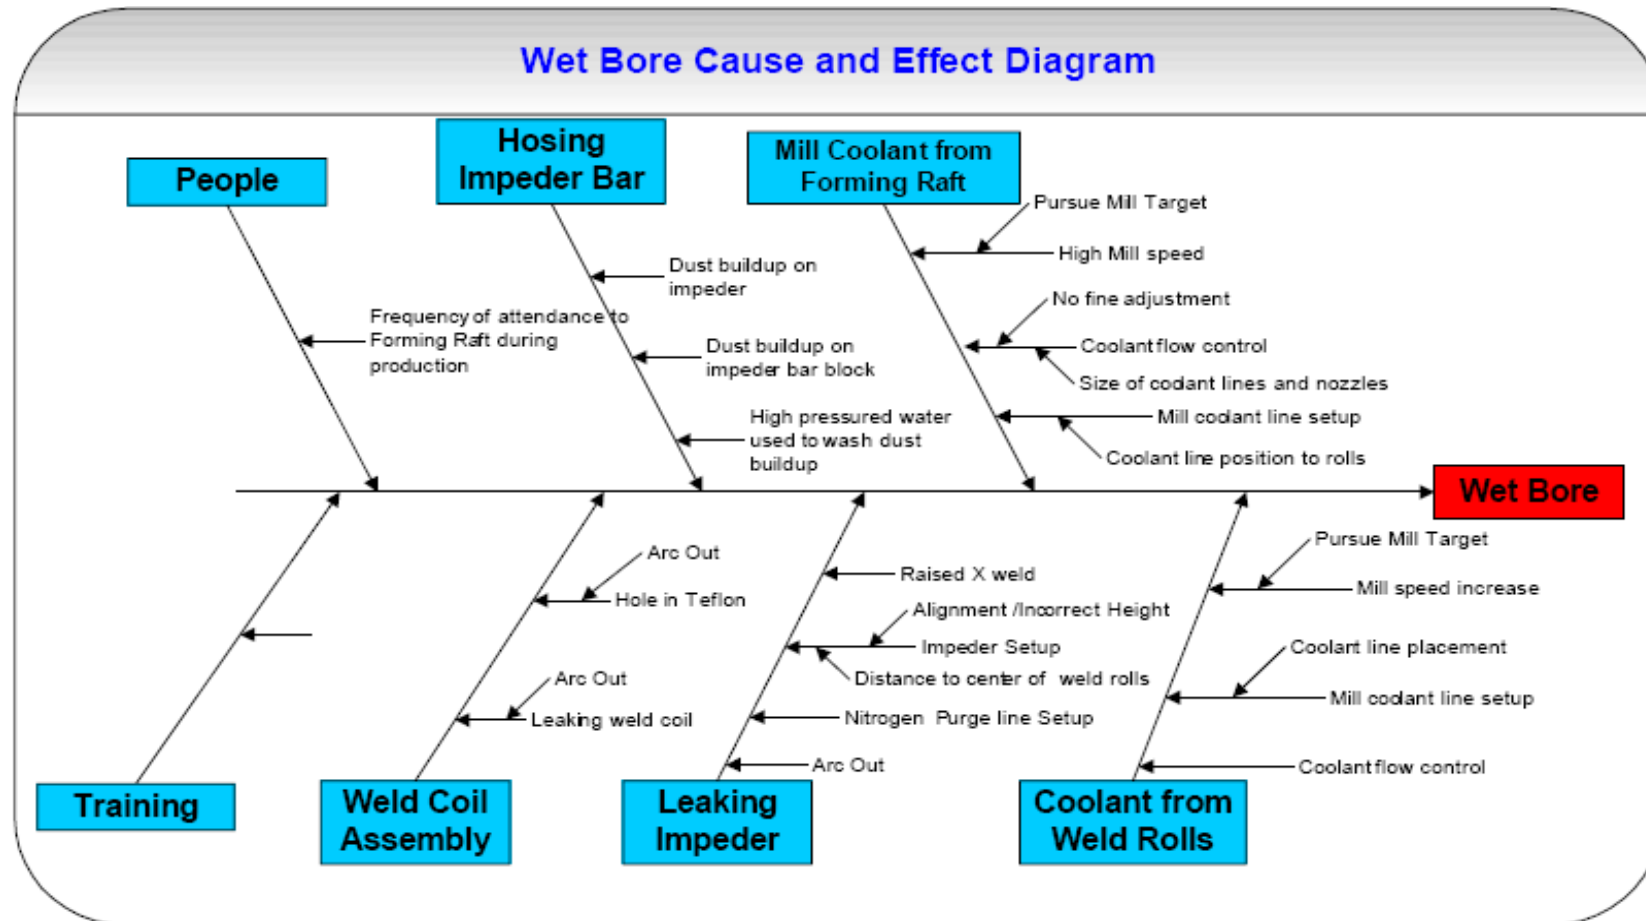 Wet Bore Cause and Effect Diagram
People
Hosing
Impeder Bar
Mill Coolant from
Forming Raft
Pursue Mill Target
High Mill speed
Dust buildup on
impeder
No fine adjustment
Frequency of attendance to
Forming Raft during
production
Dust buildup on
impeder bar block
Coolant flow control
Size of coolant lines and nozzles
High pressured water
used to wash dust
buildup
Mill coolant line setup
Coolant line position to rolls
Wet Bore
Arc Out
Hole in Teflon
Arc Out
Leaking weld coil
Raised X weld
Alignment /Incorrect Height
Impeder Setup
Distance to center of weld rolls
Nitrogen Purge line Setup
Arc Out
Pursue Mill Target
Mill speed increase
Coolant line placement
Mill coolant line setup
Coolant flow control
Training
Weld Coil
Assembly
Leaking
Impeder
Coolant from
Weld Rolls